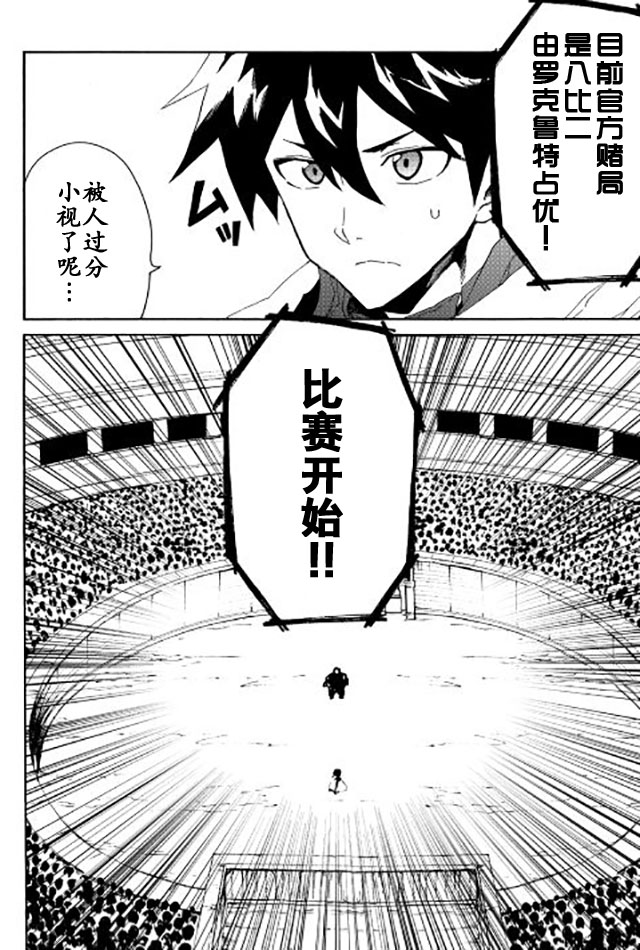 目前官方赌局
是八比二
由罗克鲁特占优！
ムッ
被人过分
小视了呢…
比赛开始!!